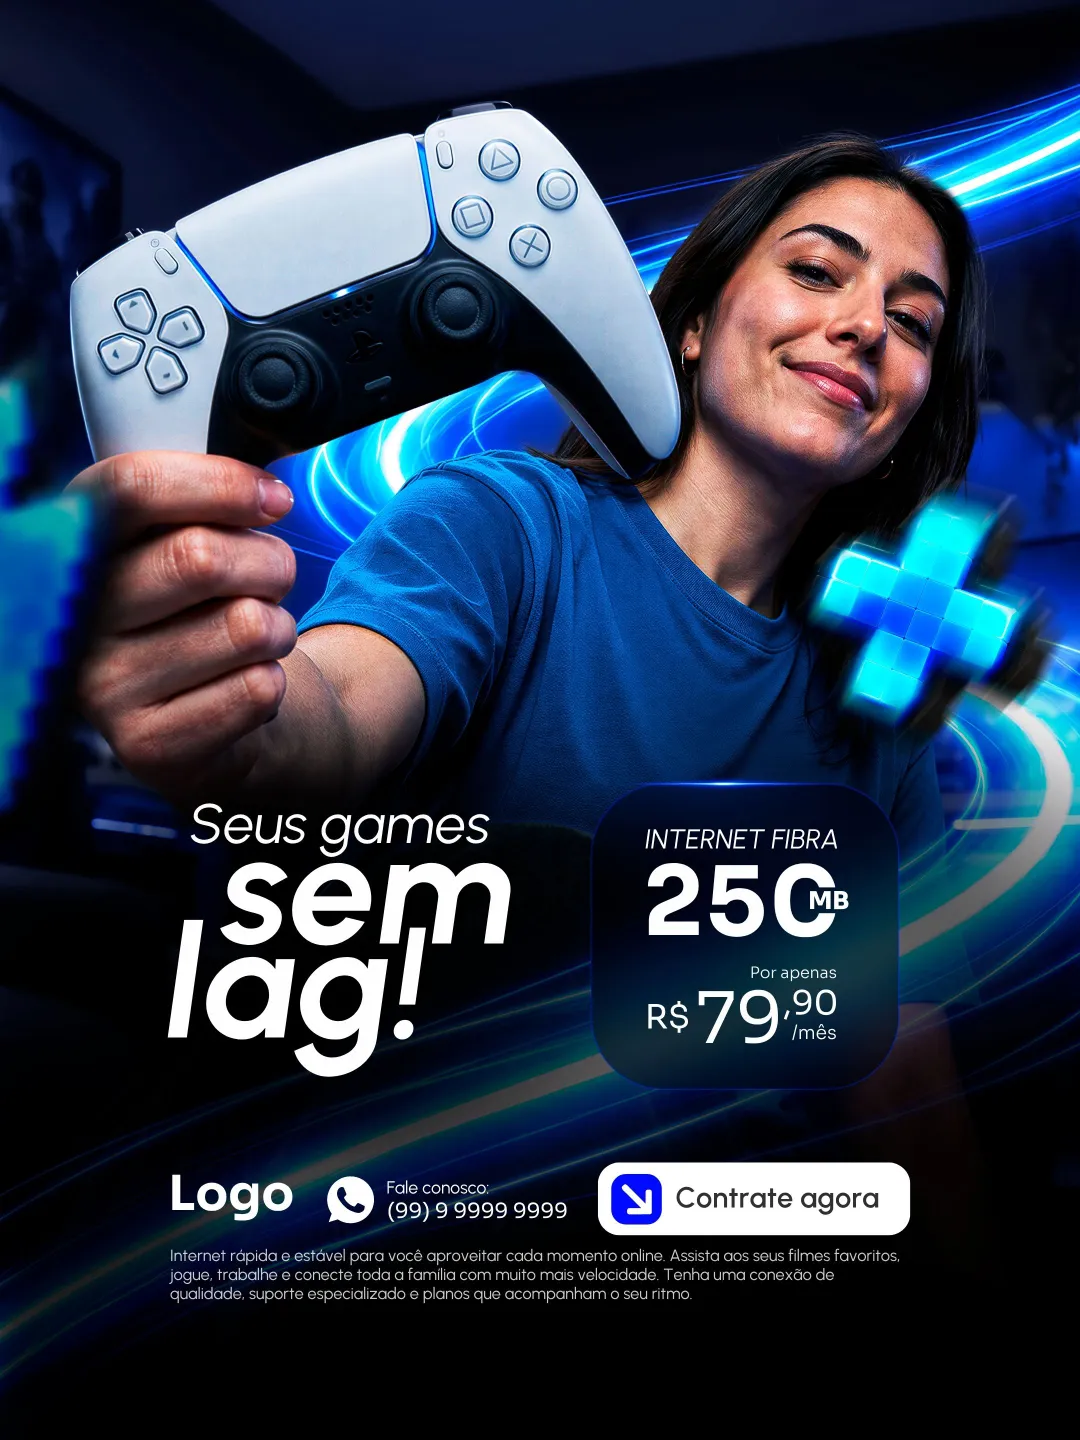 Seus games
sem
lag!
INTERNET FIBRA
250 MB
Por apenas
R$ 79,90
/mês
Logo
Fale conosco:
(99) 9 9999 9999
Contrate agora
Internet rápida e estável para você aproveitar cada momento online. Assista aos seus filmes favoritos,
jogue, trabalhe e conecte toda a família com muito mais velocidade. Tenha uma conexão de
qualidade, suporte especializado e planos que acompanham o seu ritmo.